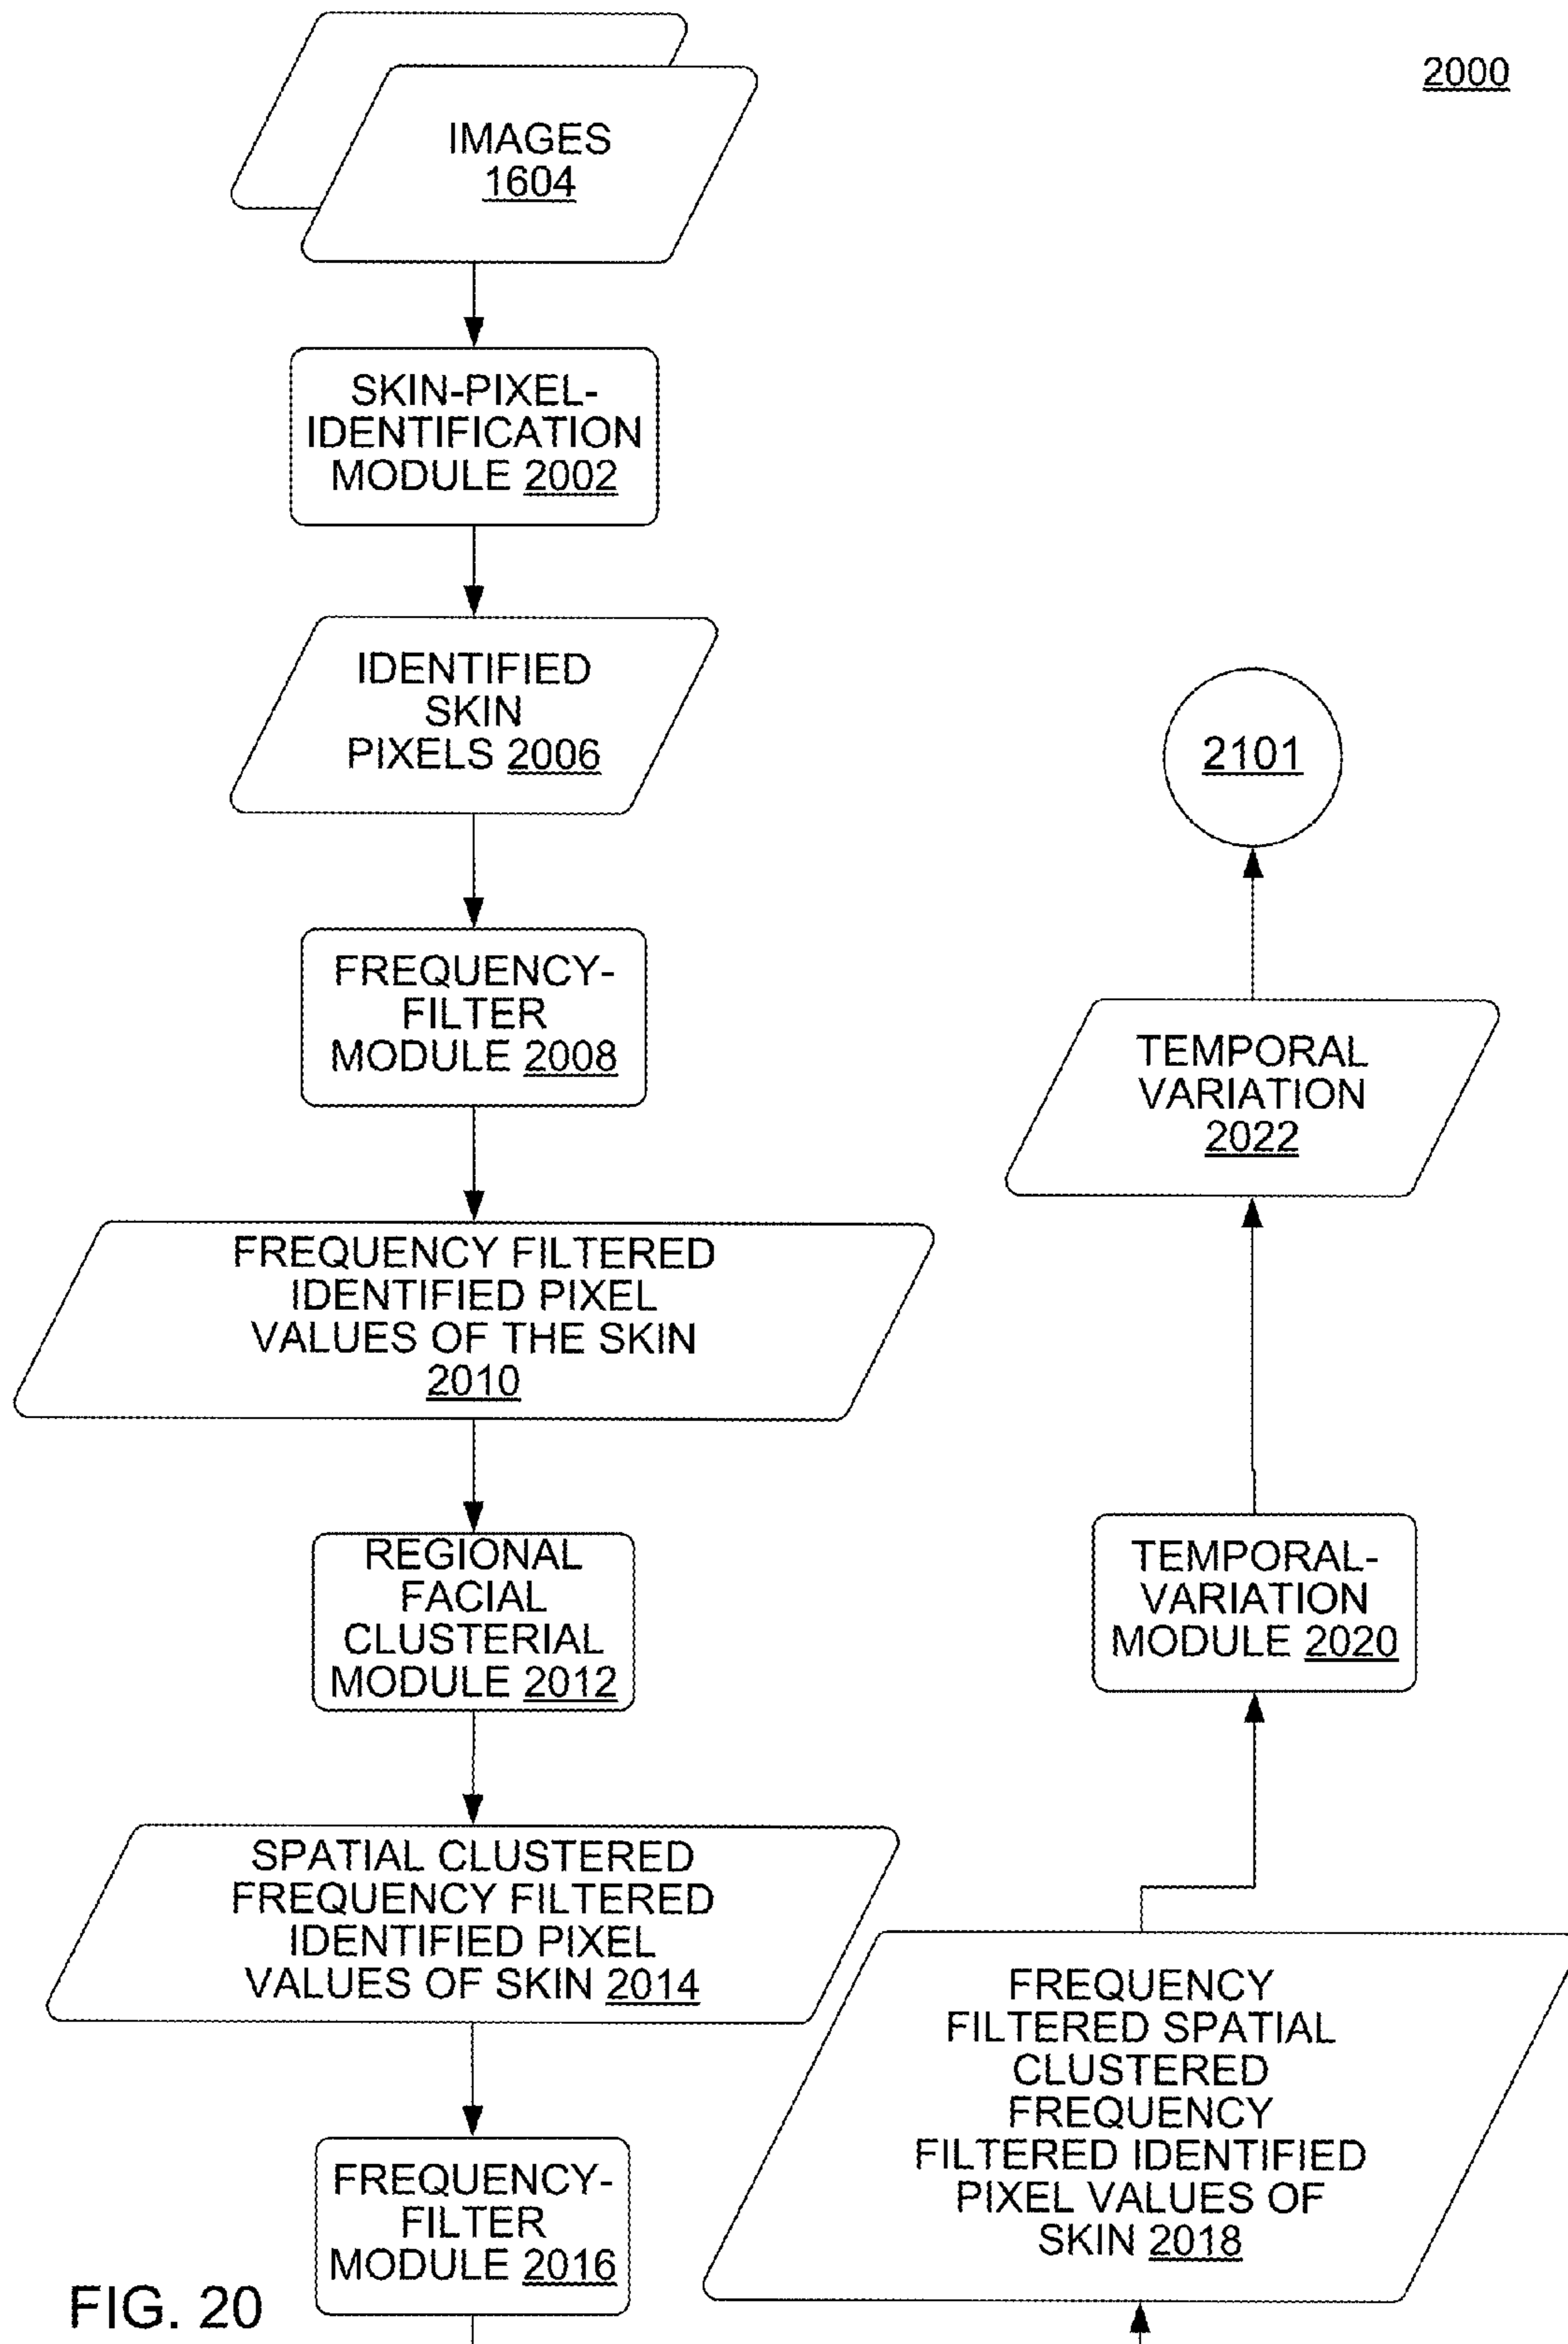 2000
IMAGES
1604
SKIN-PIXEL-
IDENTIFICATION
MODULE 2002
IDENTIFIED
SKIN
PIXELS 2006
FREQUENCY-
FILTER
MODULE 2008
FREQUENCY FILTERED
IDENTIFIED PIXEL
VALUES OF THE SKIN
2010
REGIONAL
FACIAL
CLUSTERIAL
MODULE 2012
SPATIAL CLUSTERED
FREQUENCY FILTERED
IDENTIFIED PIXEL
VALUES OF SKIN 2014
FREQUENCY-
FILTER
MODULE 2016
FREQUENCY
FILTERED SPATIAL
CLUSTERED
FREQUENCY
FILTERED IDENTIFIED
PIXEL VALUES OF
SKIN 2018
TEMPORAL-
VARIATION
MODULE 2020
TEMPORAL
VARIATION
2022
2101
FIG. 20